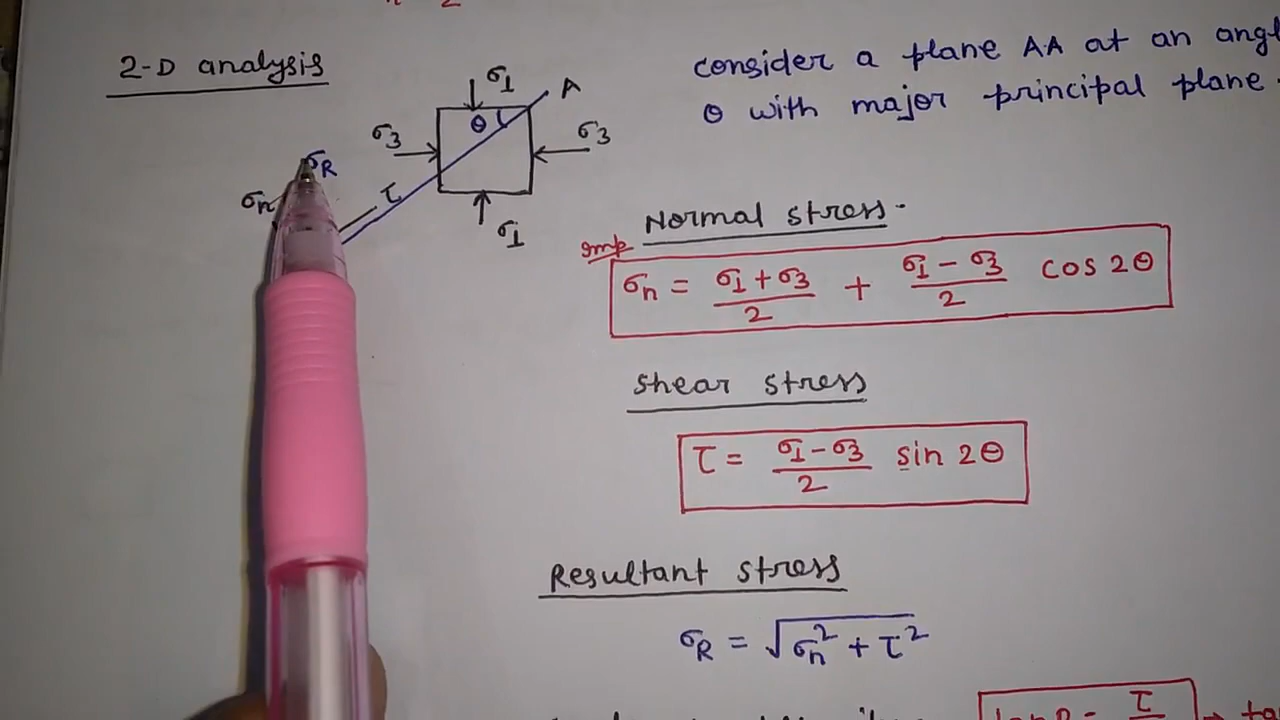 2-D analysis
σ1
A
θ
σ3
σ3
σR
σn
τ
σ1
consider a plane AA at an
θ with major principal plane
Normal stress.
Imp
σn = (σ1 + σ3)/2 + (σ1 - σ3)/2 cos 2θ
Shear stress
τ = (σ1 - σ3)/2 sin 2θ
Resultant stress
σR = √(σn² + τ²)